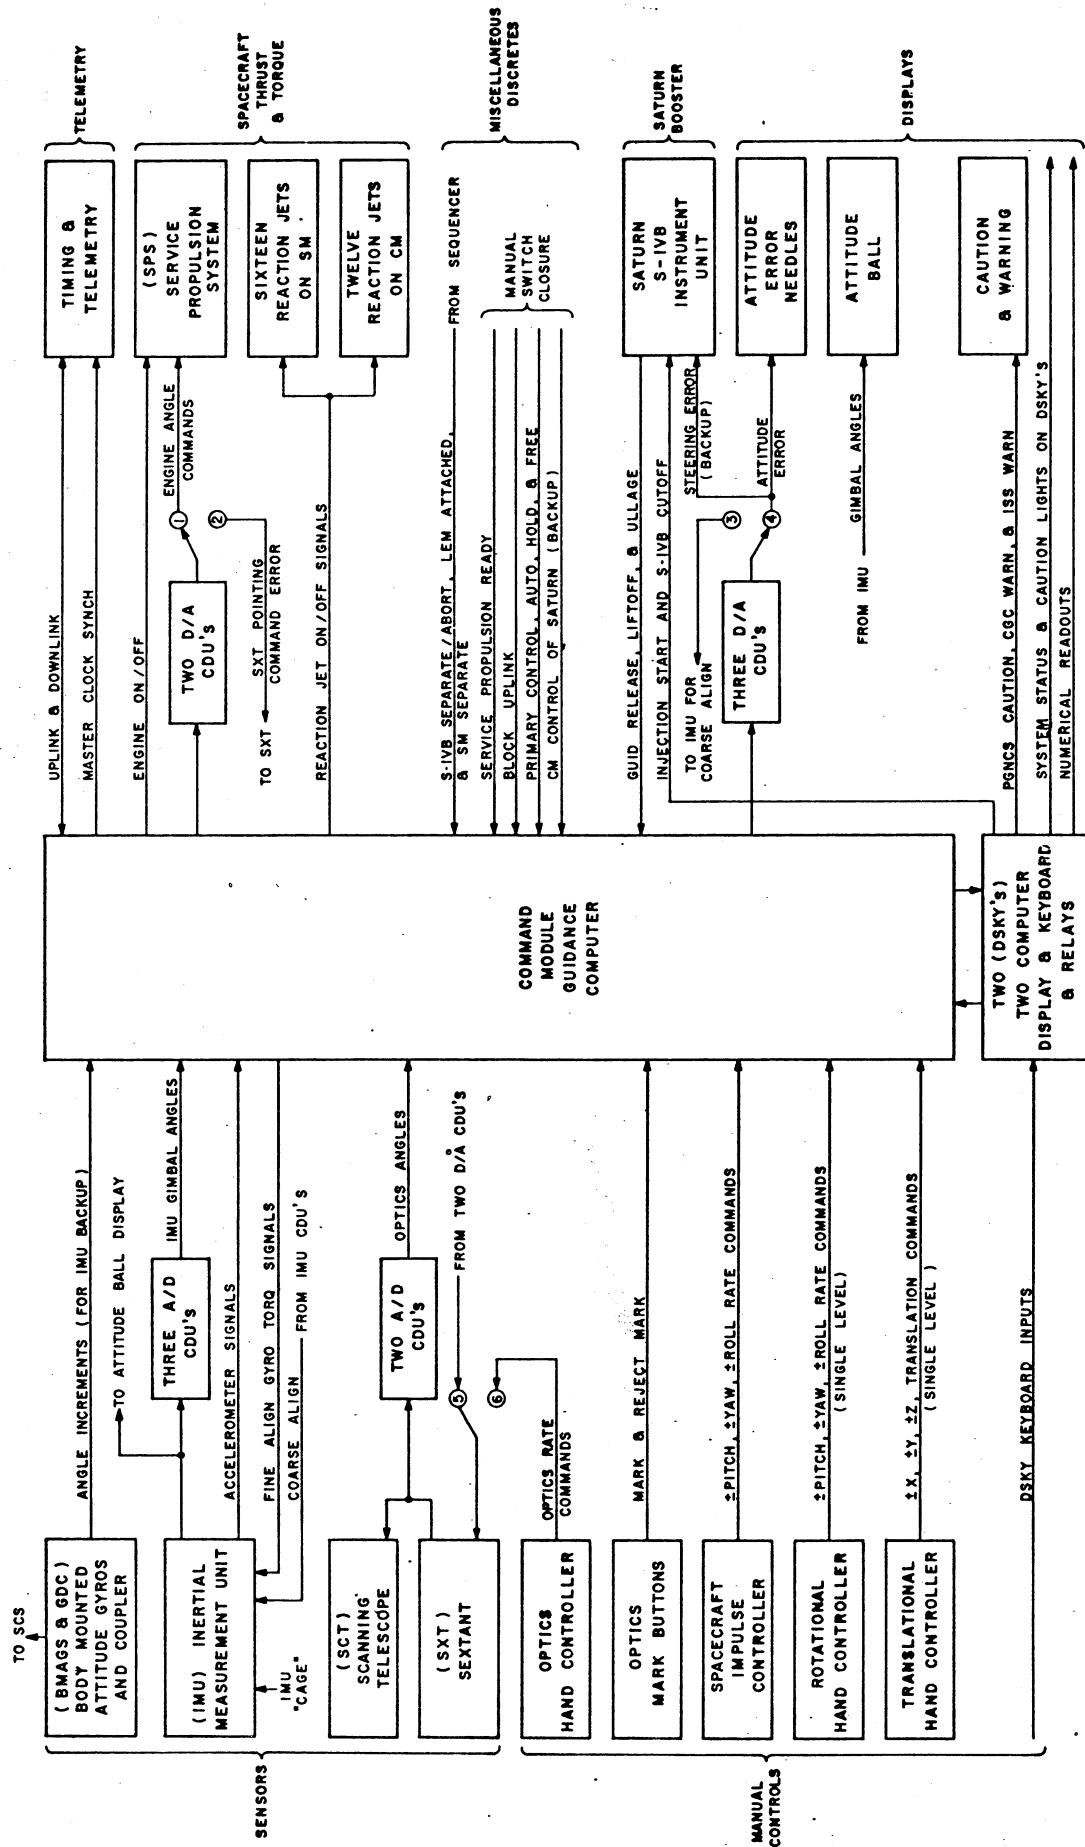 TO SCS
SENSORS
(BMAGS & GDC)
BODY MOUNTED
ATTITUDE GYROS
AND COUPLER
ANGLE INCREMENTS (FOR IMU BACKUP)
TO ATTITUDE BALL DISPLAY
(IMU) INERTIAL
MEASUREMENT UNIT
THREE A/D
CDU'S
IMU GIMBAL ANGLES
ACCELEROMETER SIGNALS
FINE ALIGN GYRO TORQ SIGNALS
COARSE ALIGN
FROM IMU CDU'S
IMU
"CAGE"
(SCT)
SCANNING
TELESCOPE
(SXT)
SEXTANT
TWO A/D
CDU'S
OPTICS ANGLES
5
FROM TWO D/A CDU'S
6
MANUAL
CONTROLS
OPTICS
HAND CONTROLLER
OPTICS RATE
COMMANDS
OPTICS
MARK BUTTONS
MARK & REJECT MARK
SPACECRAFT
IMPULSE
CONTROLLER
±PITCH, ±YAW, ±ROLL RATE COMMANDS
ROTATIONAL
HAND CONTROLLER
±PITCH, ±YAW, ±ROLL RATE COMMANDS
(SINGLE LEVEL)
TRANSLATIONAL
HAND CONTROLLER
±X, ±Y, ±Z, TRANSLATION COMMANDS
(SINGLE LEVEL)
DSKY KEYBOARD INPUTS
COMMAND
MODULE
GUIDANCE
COMPUTER
TWO (DSKY'S)
TWO COMPUTER
DISPLAY & KEYBOARD
& RELAYS
UPLINK & DOWNLINK
MASTER CLOCK SYNCH
TIMING &
TELEMETRY
TELEMETRY
ENGINE ON/OFF
TWO D/A
CDU'S
1
ENGINE ANGLE
COMMANDS
2
TO SXT
SXT POINTING
COMMAND ERROR
REACTION JET ON/OFF SIGNALS
(SPS)
SERVICE
PROPULSION
SYSTEM
SIXTEEN
REACTION JETS
ON SM
TWELVE
REACTION JETS
ON CM
SPACECRAFT
THRUST
& TORQUE
S-IVB SEPARATE/ABORT, LEM ATTACHED,
& SM SEPARATE
FROM SEQUENCER
SERVICE PROPULSION READY
BLOCK UPLINK
PRIMARY CONTROL, AUTO, HOLD, & FREE
CM CONTROL OF SATURN (BACKUP)
MANUAL
SWITCH
CLOSURE
MISCELLANEOUS
DISCRETES
GUID RELEASE, LIFTOFF, & ULLAGE
INJECTION START AND S-IVB CUTOFF
TO IMU FOR
COARSE ALIGN
3
STEERING ERROR
(BACKUP)
THREE D/A
CDU'S
4
ATTITUDE
ERROR
SATURN
S-IVB
INSTRUMENT
UNIT
SATURN
BOOSTER
ATTITUDE
ERROR
NEEDLES
FROM IMU
GIMBAL ANGLES
ATTITUDE
BALL
PGNCS CAUTION, CGC WARN, & ISS WARN
CAUTION
& WARNING
SYSTEM STATUS & CAUTION LIGHTS ON DSKY'S
NUMERICAL READOUTS
DISPLAYS